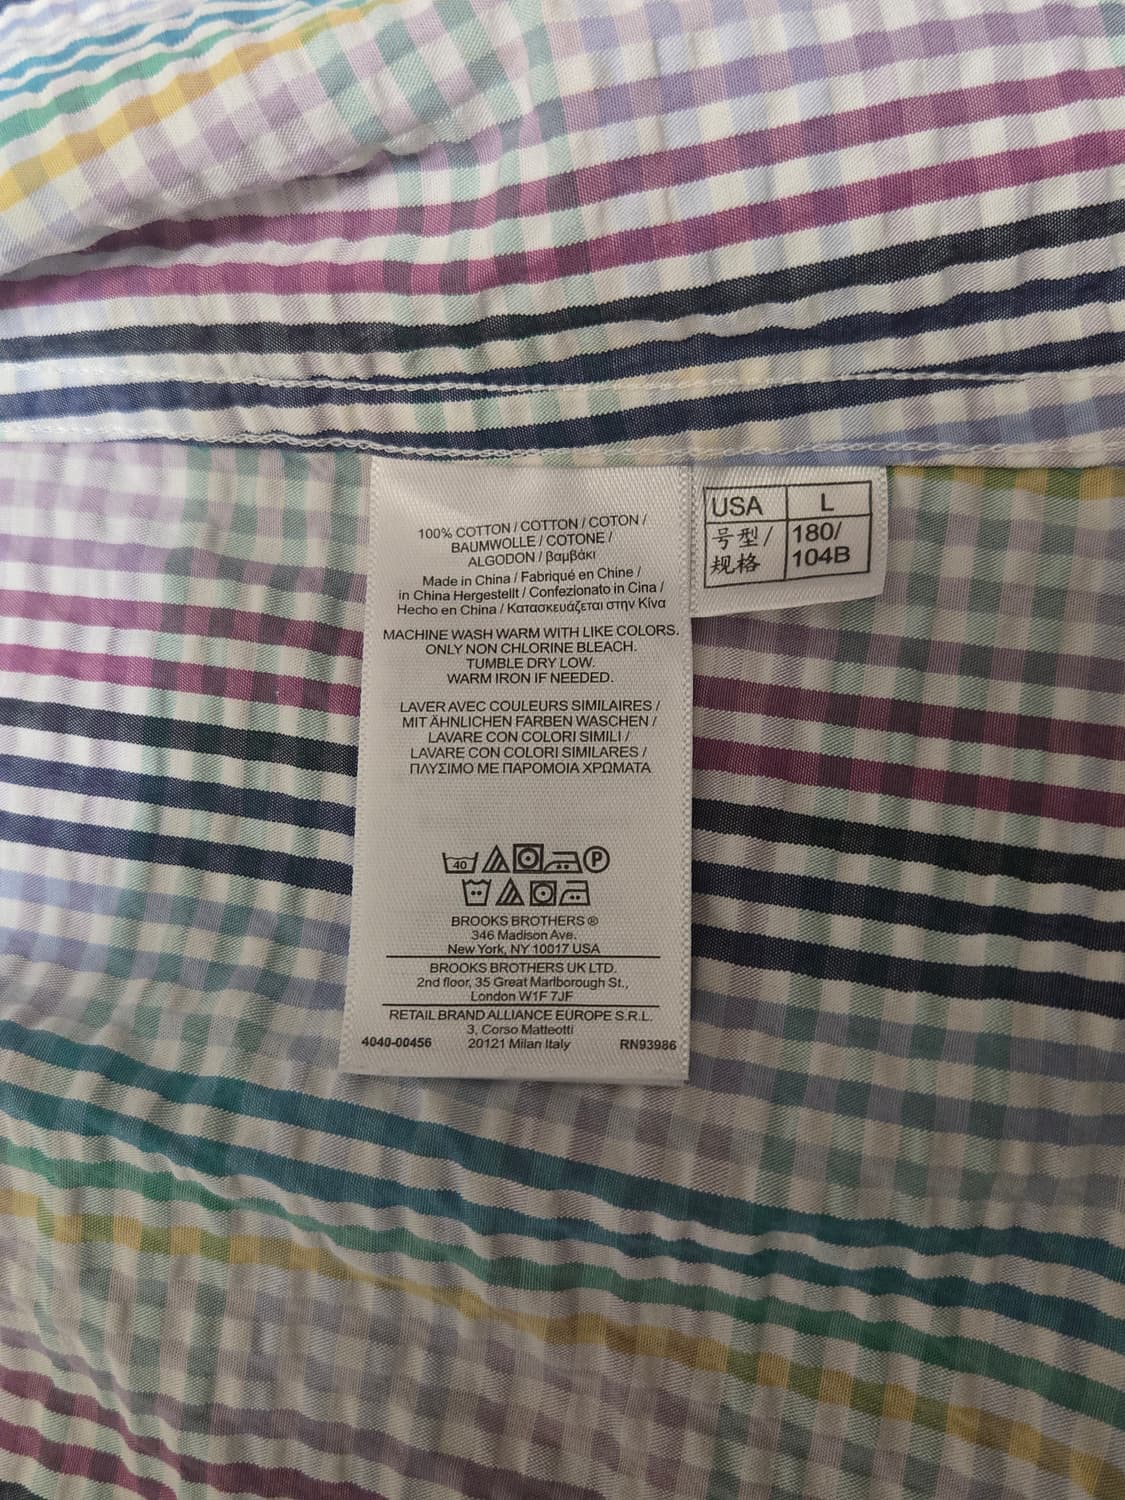 100% COTTON / COTTON / COTON /
BAUMWOLLE / COTONE /
ALGODON / βαμβάκι
Made in China / Fabriqué en Chine /
in China Hergestellt / Confezionato in Cina /
Hecho en China / Κατασκευάζεται στην Κίνα
MACHINE WASH WARM WITH LIKE COLORS.
ONLY NON CHLORINE BLEACH.
TUMBLE DRY LOW.
WARM IRON IF NEEDED.
LAVER AVEC COULEURS SIMILAIRES /
MIT ÄHNLICHEN FARBEN WASCHEN /
LAVARE CON COLORI SIMILI /
LAVARE CON COLORI SIMILARES /
ΠΛΥΣΙΜΟ ΜΕ ΠΑΡΟΜΟΙΑ ΧΡΩΜΑΤΑ
40 P
BROOKS BROTHERS ®
346 Madison Ave.
New York, NY 10017 USA
BROOKS BROTHERS UK LTD.
2nd floor, 35 Great Marlborough St.,
London W1F 7JF
RETAIL BRAND ALLIANCE EUROPE S.R.L.
3, Corso Matteotti
4040-00456 20121 Milan Italy RN93986
USA L
号型/ 180/
规格 104B